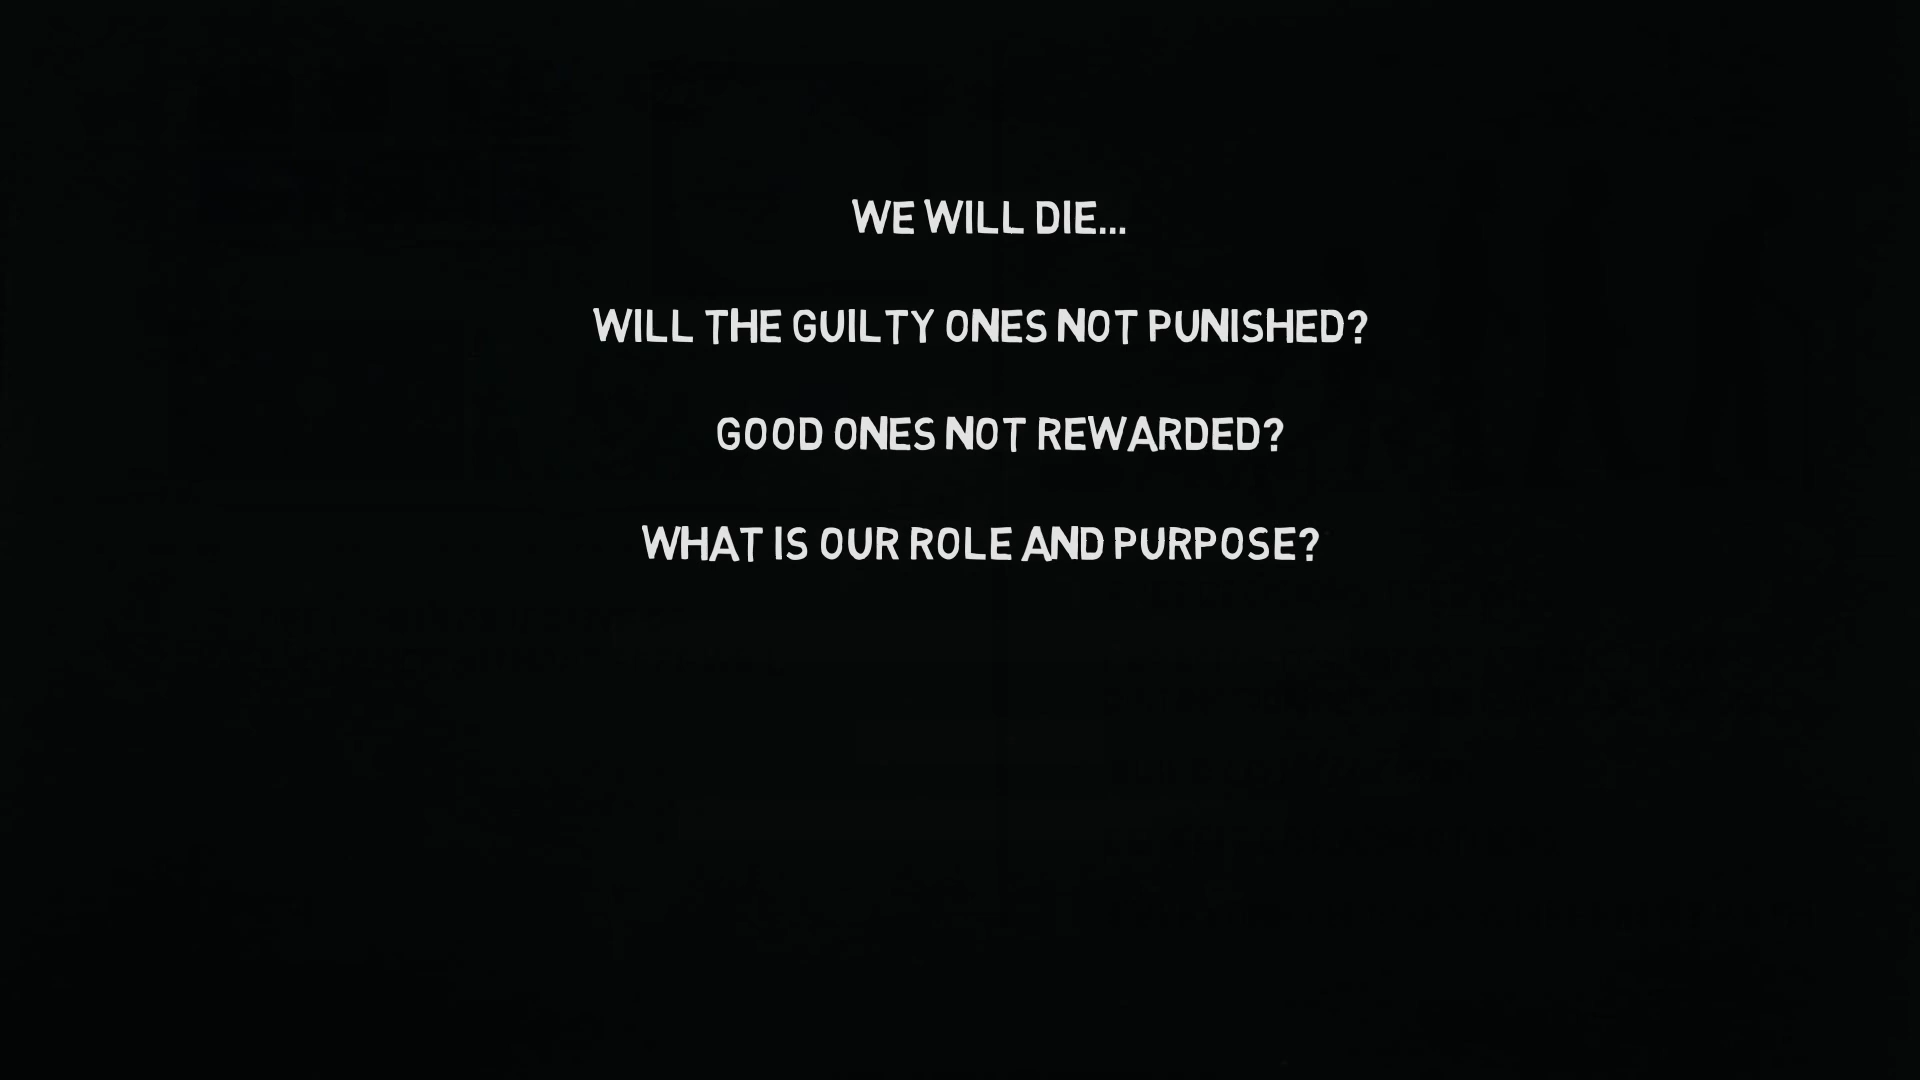 WE WILL DIE...
WILL THE GUILTY ONES NOT PUNISHED?
GOOD ONES NOT REWARDED?
WHAT IS OUR ROLE AND PURPOSE?